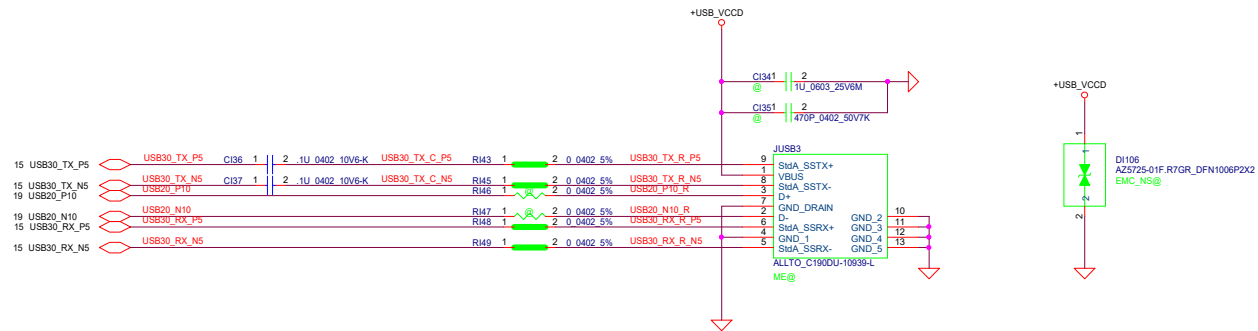 +USB_VCCD
CI34 1 2
@ 1U_0603_25V6M
CI35 1 2
@ 470P_0402_50V7K
+USB_VCCD
1
1
2
2
DI106
AZ5725-01F.R7GR_DFN1006P2X2
EMC_NS@
JUSB3
15 USB30_TX_P5 USB30_TX_P5 CI36 1 2 .1U_0402_10V6-K USB30_TX_C_P5 RI43 1 2 0_0402_5% USB30_TX_R_P5 9 StdA_SSTX+
1 VBUS
15 USB30_TX_N5 USB30_TX_N5 CI37 1 2 .1U_0402_10V6-K USB30_TX_C_N5 RI45 1 2 0_0402_5% USB30_TX_R_N5 8 StdA_SSTX-
19 USB20_P10 USB20_P10 RI46 1 @ 2 0_0402_5% USB20_P10_R 3 D+
7 GND_DRAIN
19 USB20_N10 USB20_N10 RI47 1 @ 2 0_0402_5% USB20_N10_R 2 D- GND_2 10
15 USB30_RX_P5 USB30_RX_P5 RI48 1 2 0_0402_5% USB30_RX_R_P5 6 StdA_SSRX+ GND_3 11
4 GND_1 GND_4 12
15 USB30_RX_N5 USB30_RX_N5 RI49 1 2 0_0402_5% USB30_RX_R_N5 5 StdA_SSRX- GND_5 13
ALLTO_C190DU-10939-L
ME@